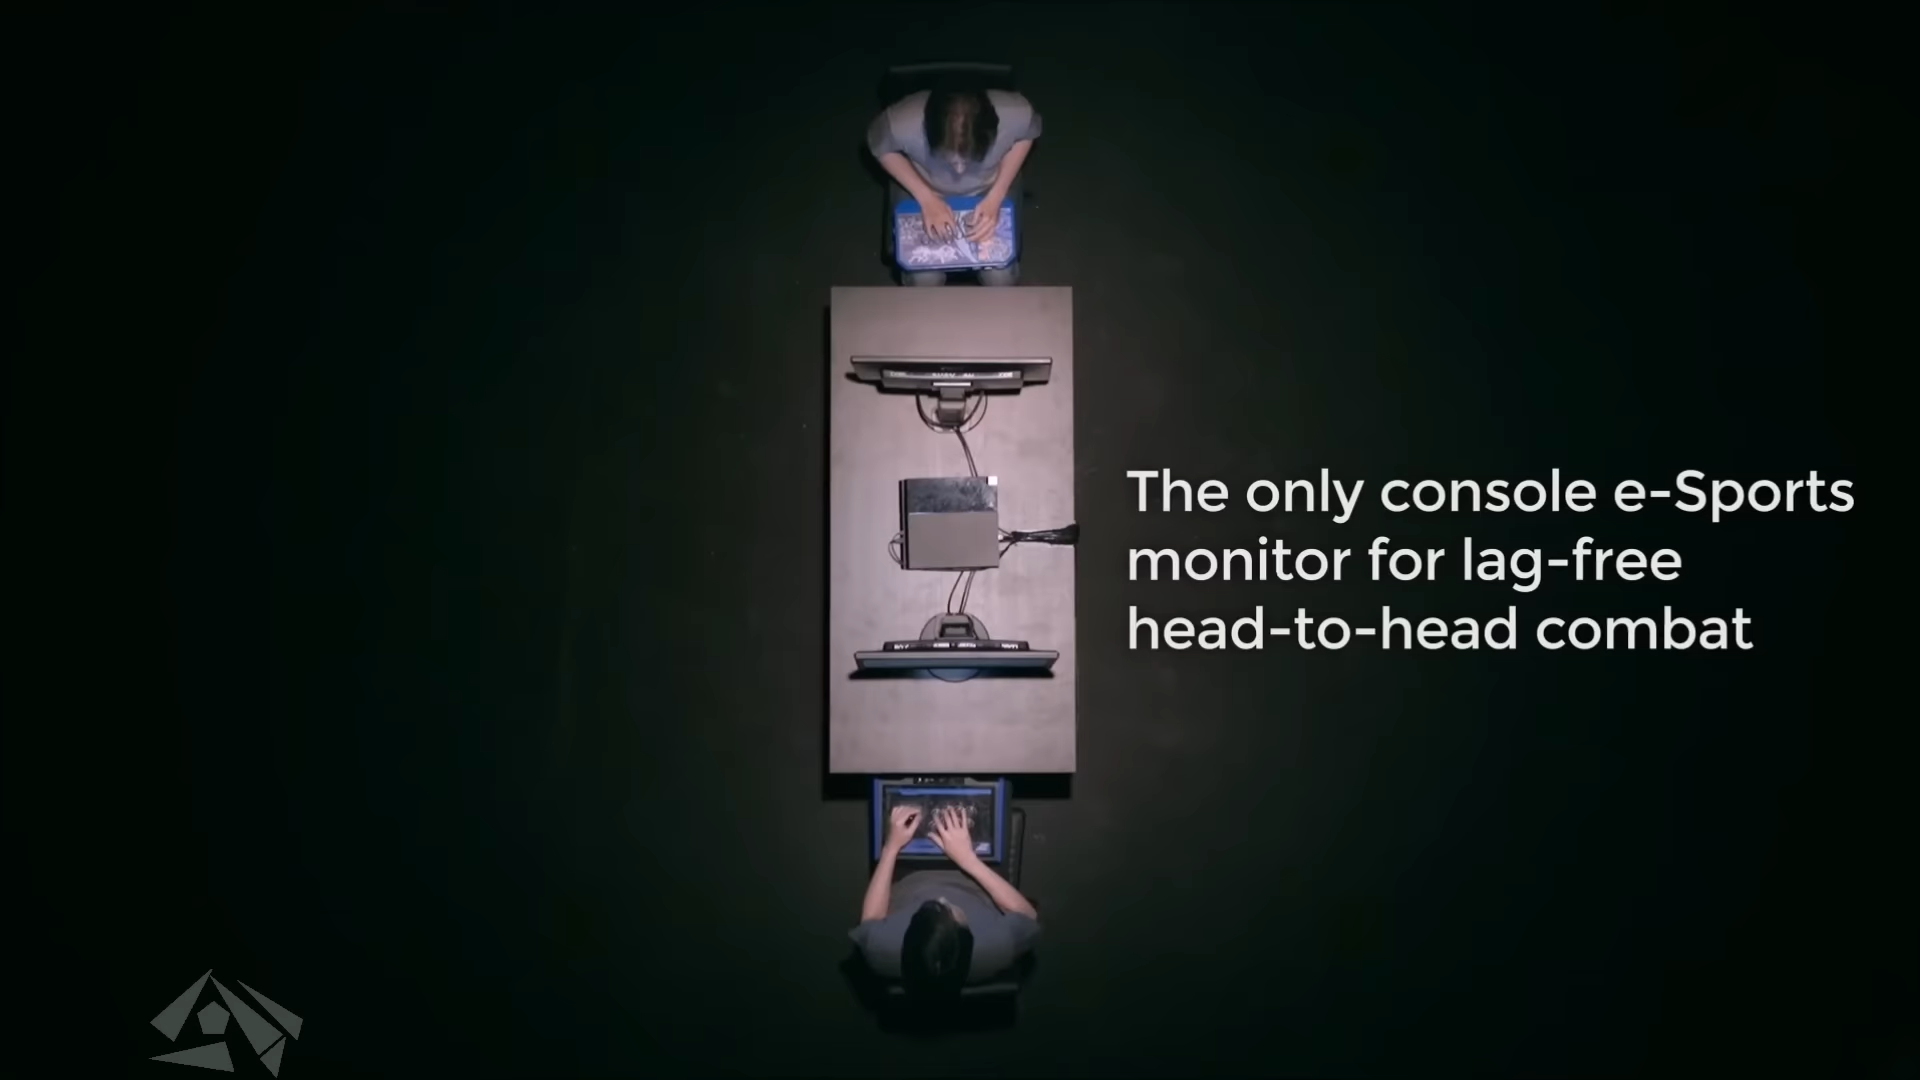 The only console e-Sports
monitor for lag-free
head-to-head combat